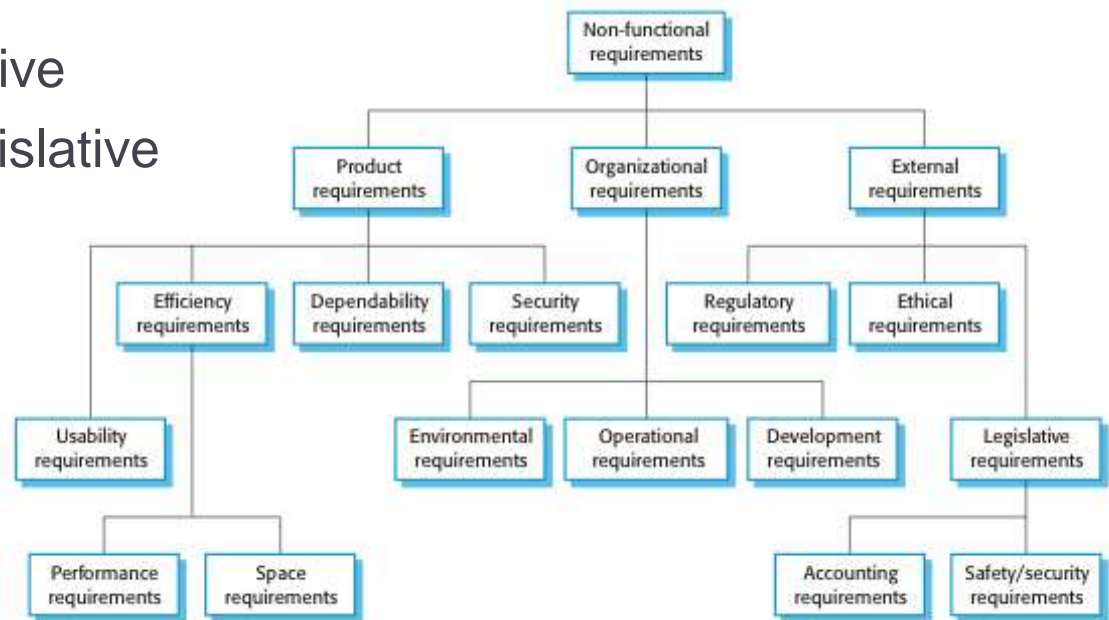 ive
islative
Non-functional
requirements
Product
requirements
Organizational
requirements
External
requirements
Efficiency
requirements
Dependability
requirements
Security
requirements
Regulatory
requirements
Ethical
requirements
Usability
requirements
Environmental
requirements
Operational
requirements
Development
requirements
Legislative
requirements
Performance
requirements
Space
requirements
Accounting
requirements
Safety/security
requirements